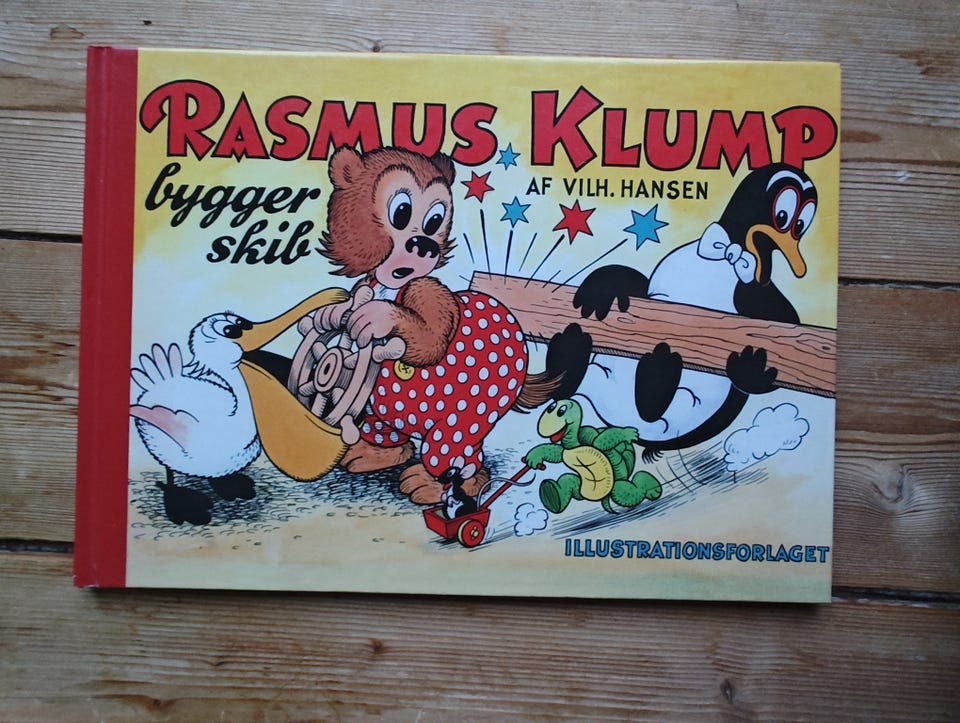 RASMUS KLUMP
bygger
skib
AF VILH. HANSEN
ILLUSTRATIONSFORLAGET